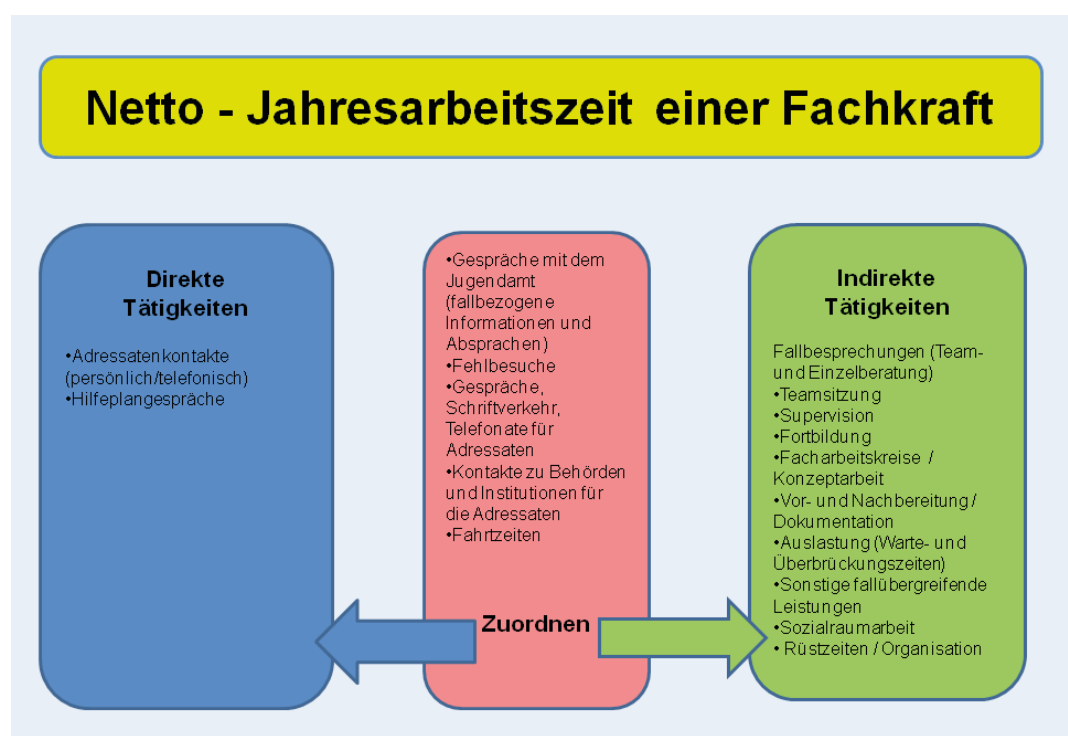 Netto - Jahresarbeitszeit einer Fachkraft
Direkte
Tätigkeiten
•Adressatenkontakte
(persönlich/telefonisch)
•Hilfeplangespräche
•Gespräche mit dem
Jugendamt
(fallbezogene
Informationen und
Absprachen)
•Fehlbesuche
•Gespräche,
Schriftverkehr,
Telefonate für
Adressaten
•Kontakte zu Behörden
und Institutionen für
die Adressaten
•Fahrtzeiten
Zuordnen
Indirekte
Tätigkeiten
Fallbesprechungen (Team-
und Einzelberatung)
•Teamsitzung
•Supervision
•Fortbildung
•Facharbeitskreise /
Konzeptarbeit
•Vor- und Nachbereitung /
Dokumentation
•Auslastung (Warte- und
Überbrückungszeiten)
•Sonstige fallübergreifende
Leistungen
•Sozialraumarbeit
• Rüstzeiten / Organisation